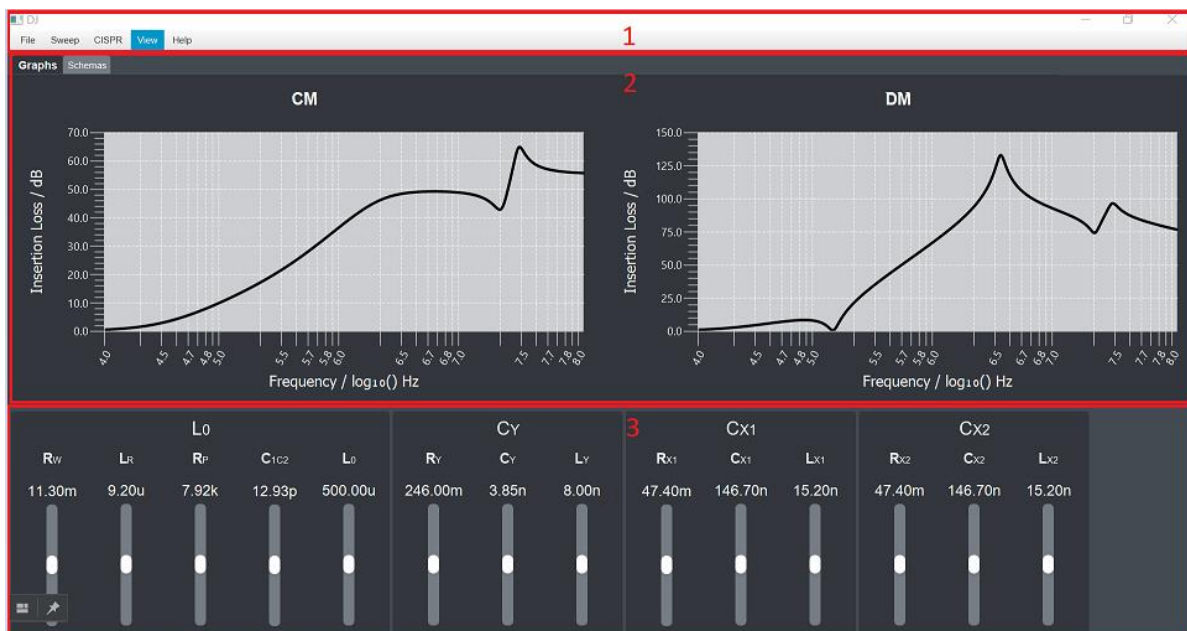 DJ
File Sweep CISPR View Help
1
Graphs Schemas
2
CM
70.0
60.0
50.0
40.0
30.0
20.0
10.0
0.0
Insertion Loss / dB
4.0 4.5 4.7 4.8 5.0 5.5 5.7 5.8 6.0 6.5 6.7 7.0 7.5 7.7 7.8 8.0
Frequency / log₁₀() Hz
DM
150.0
125.0
100.0
75.0
50.0
25.0
0.0
Insertion Loss / dB
4.0 4.5 4.7 4.8 5.0 5.5 5.7 5.8 6.0 6.5 6.7 6.8 7.0 7.5 7.7 7.8 8.0
Frequency / log₁₀() Hz
3
L0
RW LR RP C1C2 L0
11.30m 9.20u 7.92k 12.93p 500.00u
CY
RY CY LY
246.00m 3.85n 8.00n
CX1
RX1 CX1 LX1
47.40m 146.70n 15.20n
CX2
RX2 CX2 LX2
47.40m 146.70n 15.20n